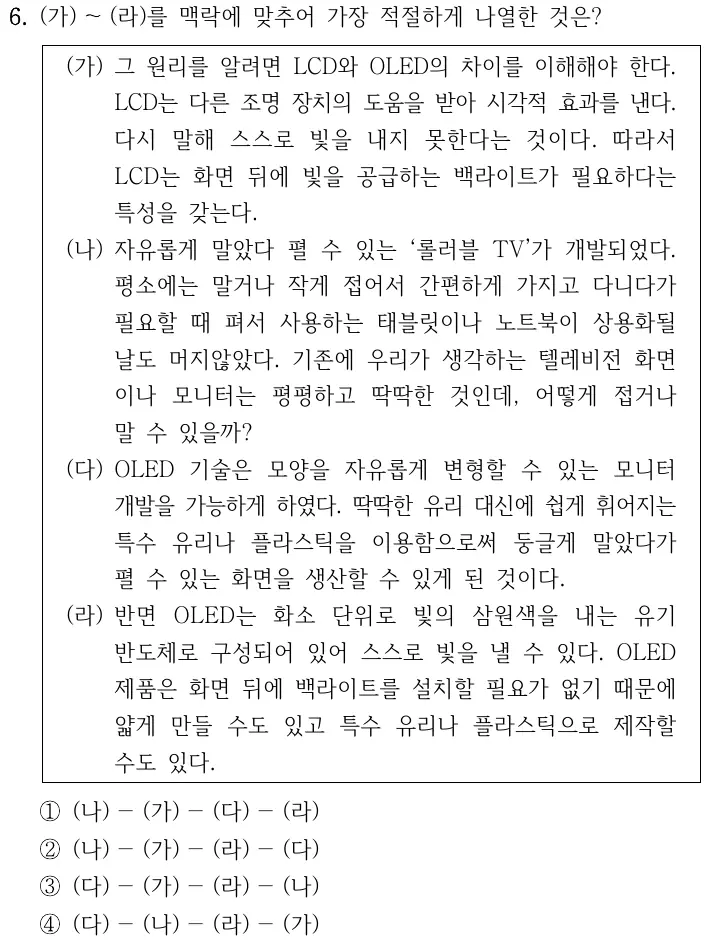 6. (가) ~ (라)를 맥락에 맞추어 가장 적절하게 나열한 것은?
(가) 그 원리를 알려면 LCD와 OLED의 차이를 이해해야 한다.
LCD는 다른 조명 장치의 도움을 받아 시각적 효과를 낸다.
다시 말해 스스로 빛을 내지 못한다는 것이다. 따라서
LCD는 화면 뒤에 빛을 공급하는 백라이트가 필요하다는
특성을 갖는다.
(나) 자유롭게 말았다 펼 수 있는 ‘롤러블 TV’가 개발되었다.
평소에는 말거나 작게 접어서 간편하게 가지고 다니다가
필요할 때 펴서 사용하는 태블릿이나 노트북이 상용화될
날도 머지않았다. 기존에 우리가 생각하는 텔레비전 화면
이나 모니터는 평평하고 딱딱한 것인데, 어떻게 접거나
말 수 있을까?
(다) OLED 기술은 모양을 자유롭게 변형할 수 있는 모니터
개발을 가능하게 하였다. 딱딱한 유리 대신에 쉽게 휘어지는
특수 유리나 플라스틱을 이용함으로써 둥글게 말았다가
펼 수 있는 화면을 생산할 수 있게 된 것이다.
(라) 반면 OLED는 화소 단위로 빛의 삼원색을 내는 유기
반도체로 구성되어 있어 스스로 빛을 낼 수 있다. OLED
제품은 화면 뒤에 백라이트를 설치할 필요가 없기 때문에
얇게 만들 수도 있고 특수 유리나 플라스틱으로 제작할
수도 있다.
① (나) - (가) - (다) - (라)
② (나) - (가) - (라) - (다)
③ (다) - (가) - (라) - (나)
④ (다) - (나) - (라) - (가)